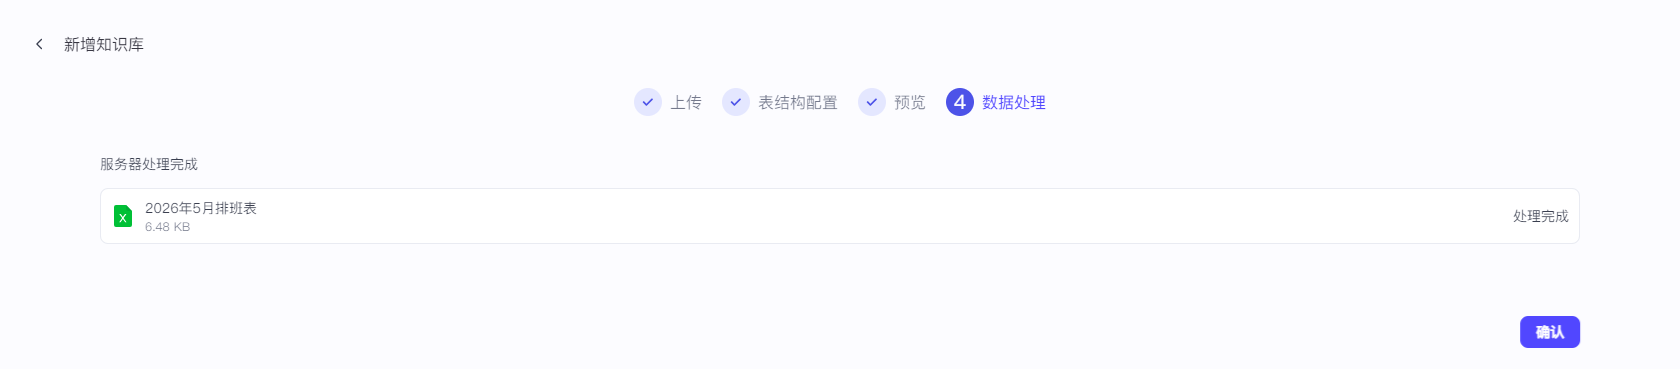 新增知识库
上传 表结构配置 预览 4 数据处理
服务器处理完成
X 2026年5月排班表
6.48 KB
处理完成
确认